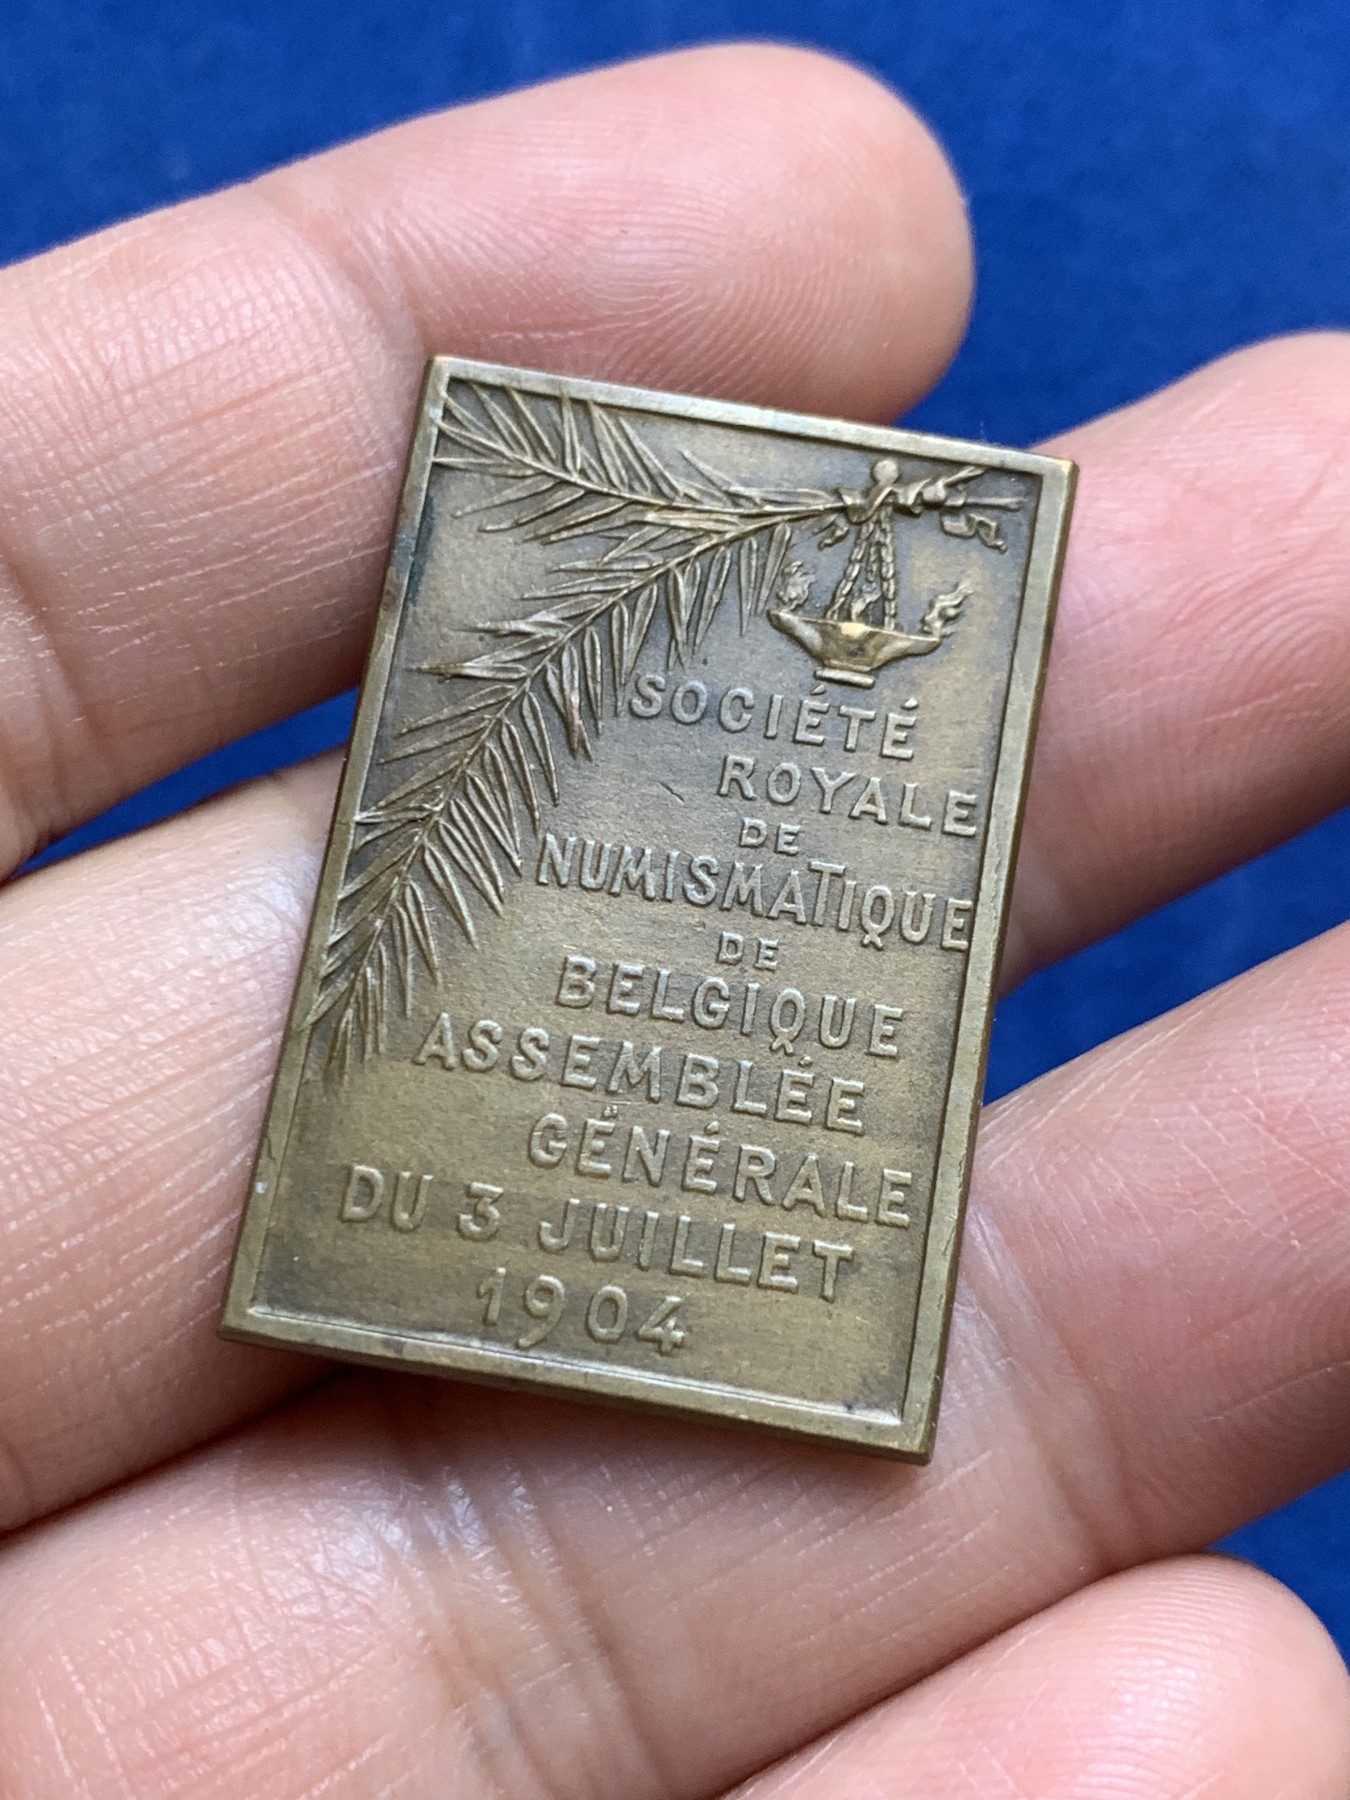 SOCIÉTÉ
ROYALE
DE
NUMISMATIQUE
DE
BELGIQUE
ASSEMBLÉE
GÉNÉRALE
DU 3 JUILLET
1904